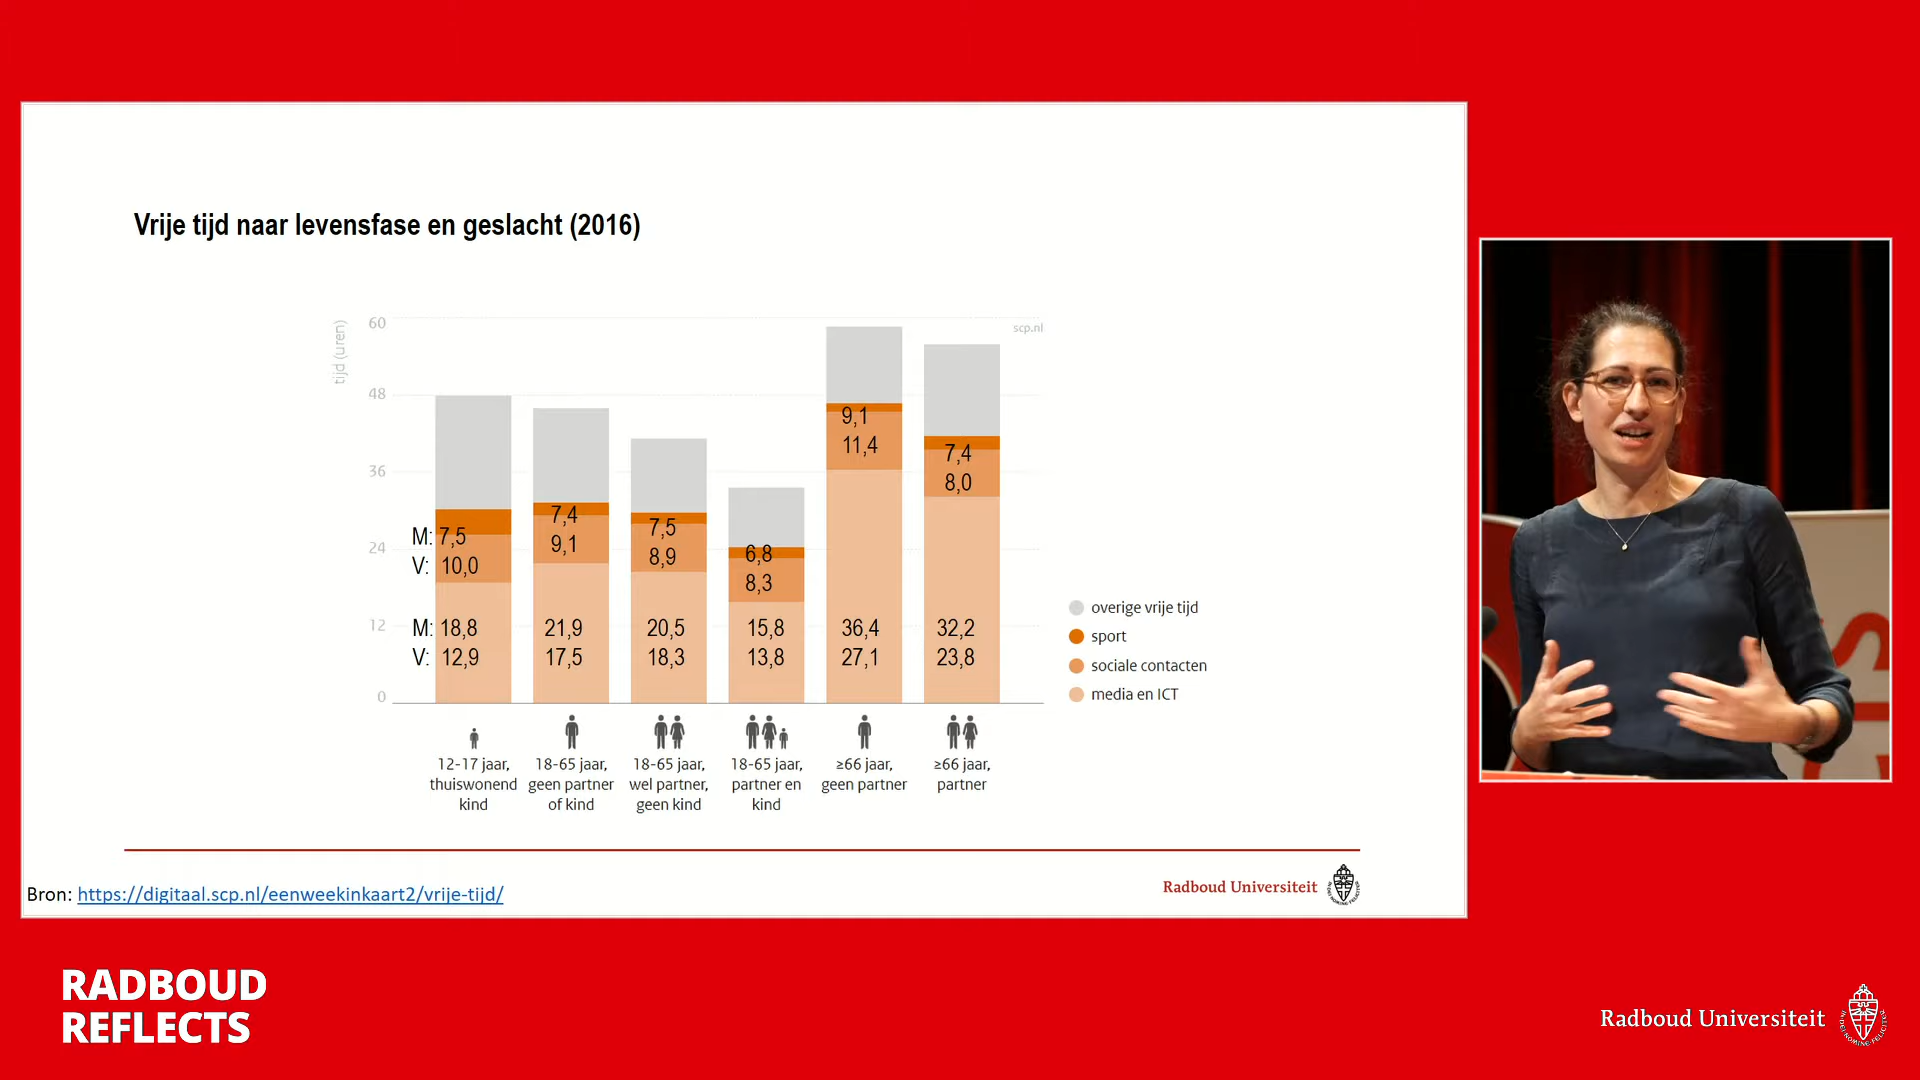 Vrije tijd naar levensfase en geslacht (2016)
tijd (uren)
60
48
36
24
12
0
scp.nl
M: 7,5
V: 10,0
M: 18,8
V: 12,9
7,4
9,1
21,9
17,5
7,5
8,9
20,5
18,3
6,8
8,3
15,8
13,8
9,1
11,4
36,4
27,1
7,4
8,0
32,2
23,8
overige vrije tijd
sport
sociale contacten
media en ICT
12-17 jaar,
thuiswonend
kind
18-65 jaar,
geen partner
of kind
18-65 jaar,
wel partner,
geen kind
18-65 jaar,
partner en
kind
≥66 jaar,
geen partner
≥66 jaar,
partner
Bron: https://digitaal.scp.nl/eenweekinkaart2/vrije-tijd/
Radboud Universiteit
RADBOUD
REFLECTS
Radboud Universiteit